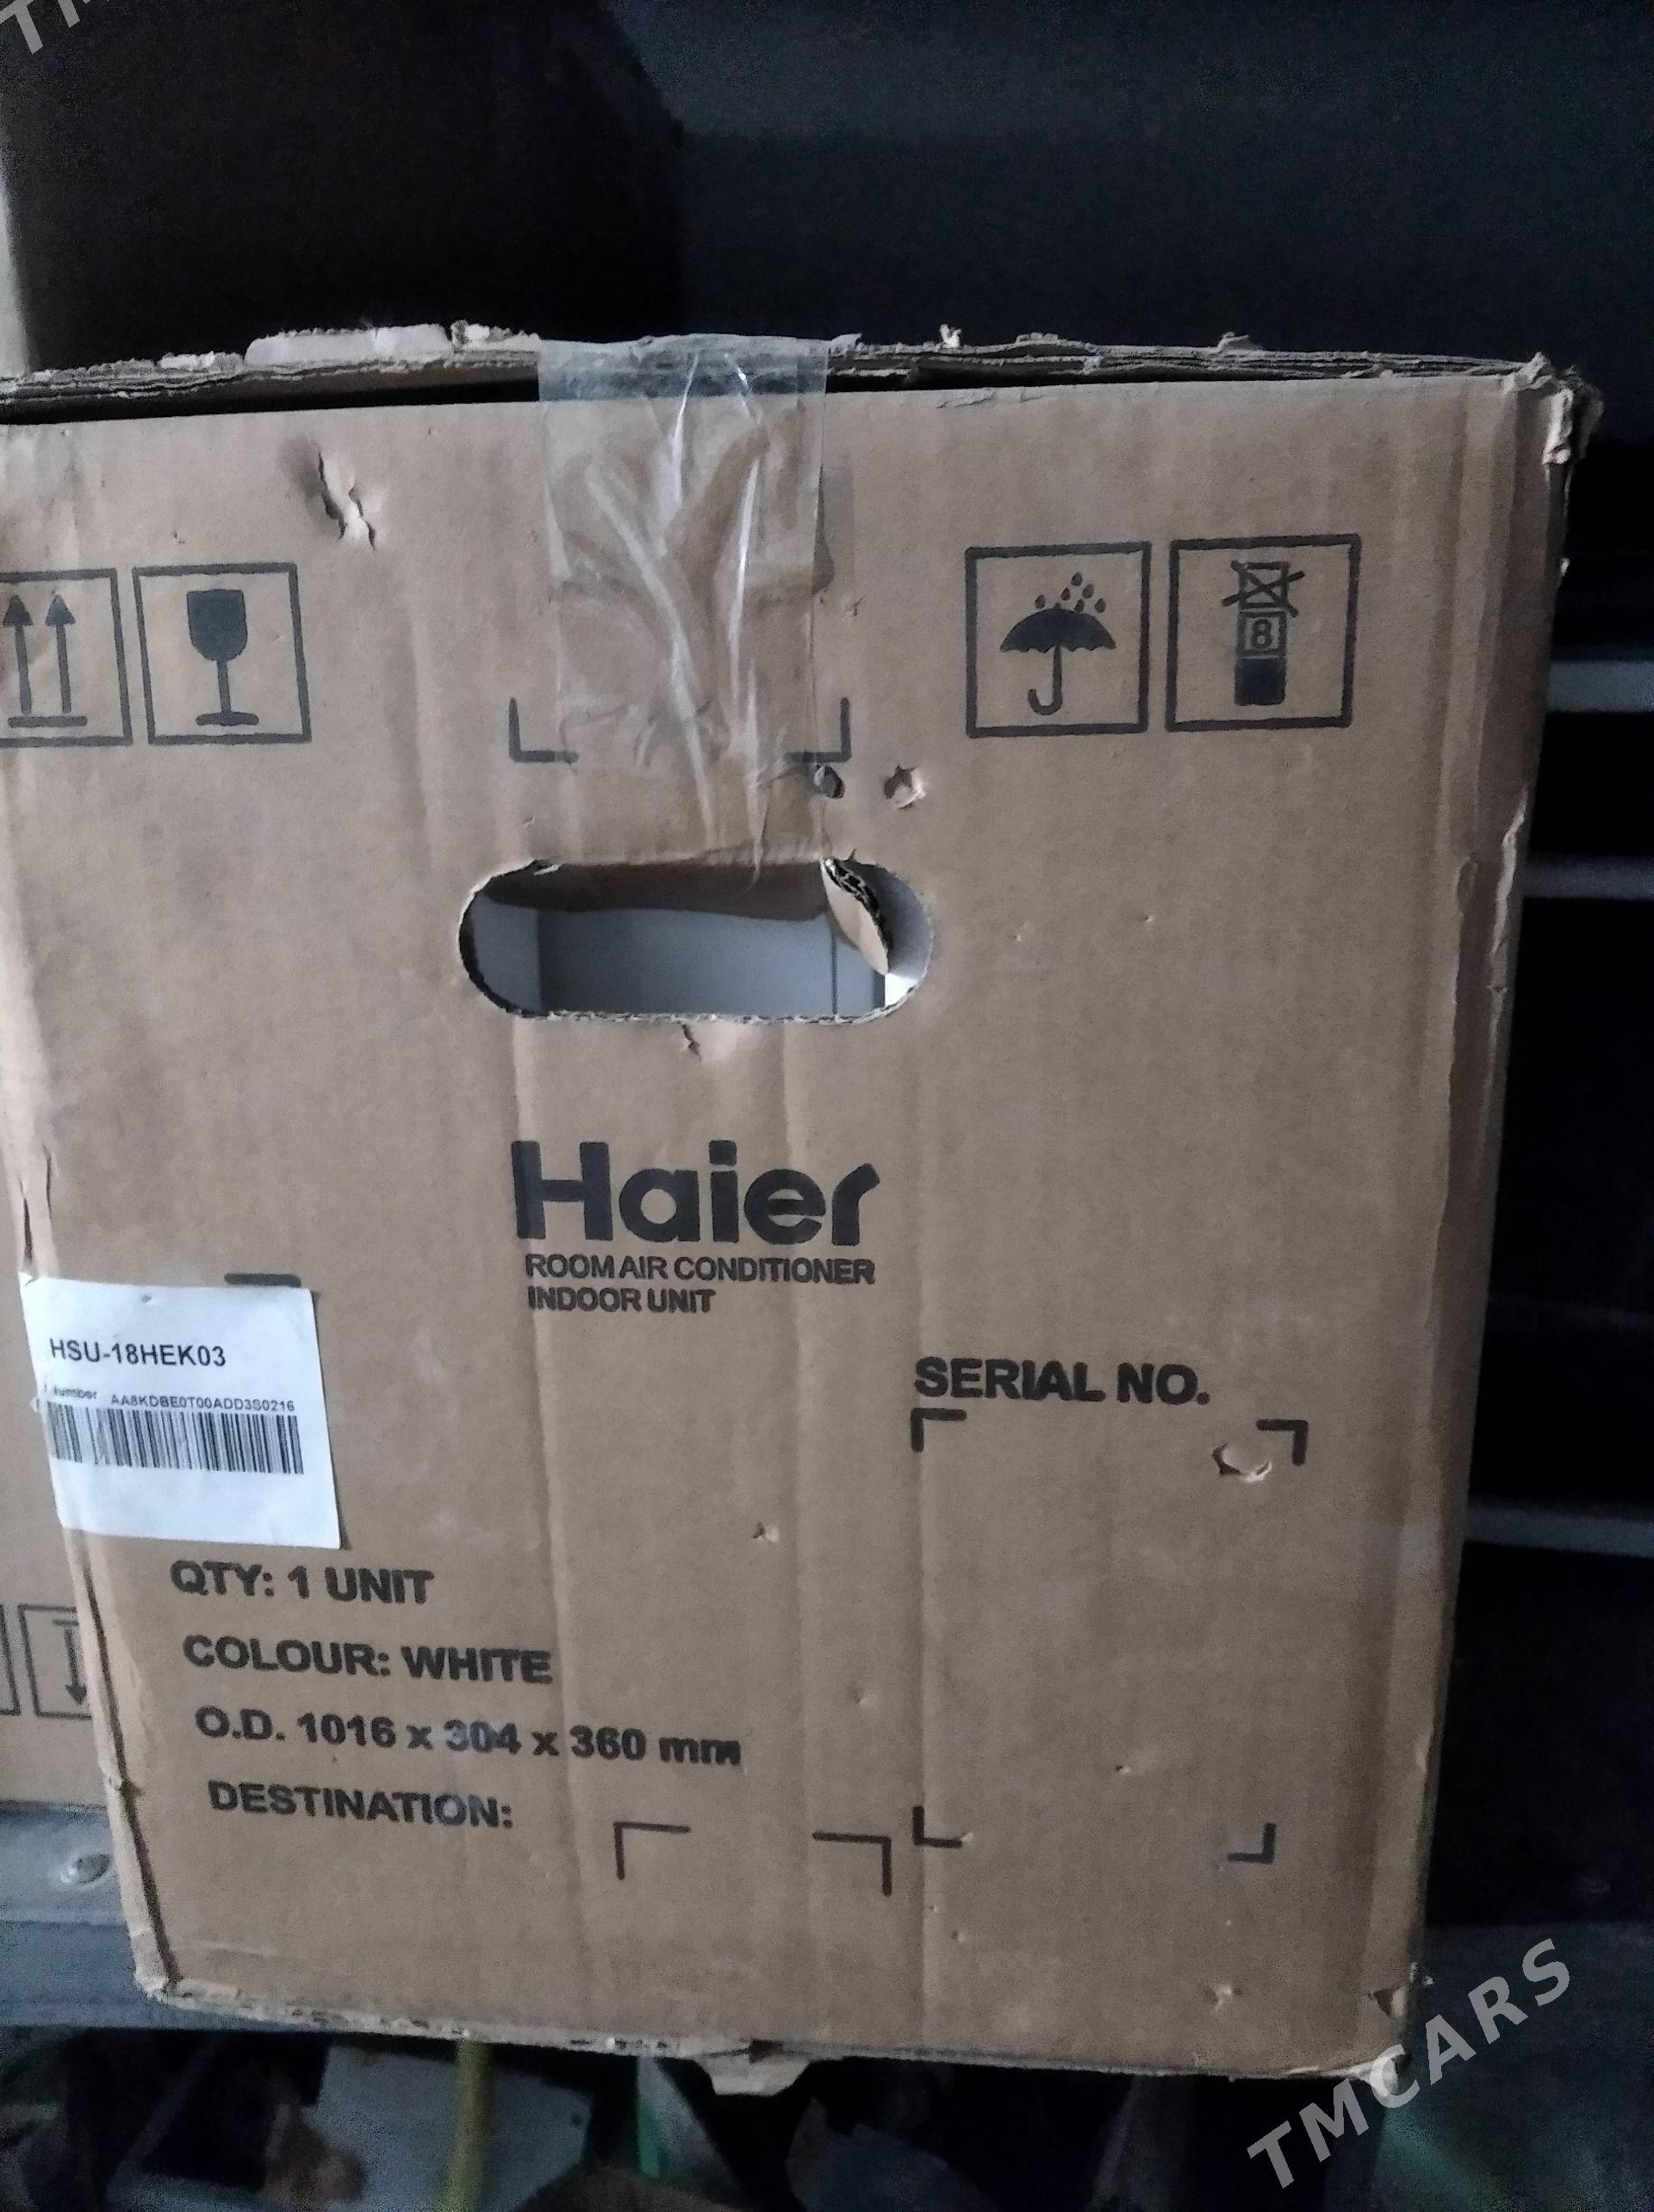 8
Haier
ROOM AIR CONDITIONER
INDOOR UNIT
HSU-18HEK03
AA8KDBE0T00ADD3S0216
SERIAL NO.
QTY: 1 UNIT
COLOUR: WHITE
O.D. 1016 x 304 x 360 mm
DESTINATION:
TMCARS